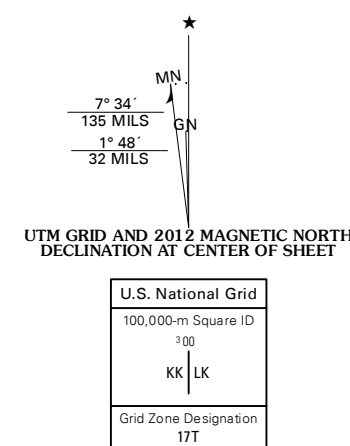 ★
MN
7° 34´
135 MILS
GN
1° 48´
32 MILS
UTM GRID AND 2012 MAGNETIC NORTH
DECLINATION AT CENTER OF SHEET
U.S. National Grid
100,000-m Square ID
300
KK LK
Grid Zone Designation
17T